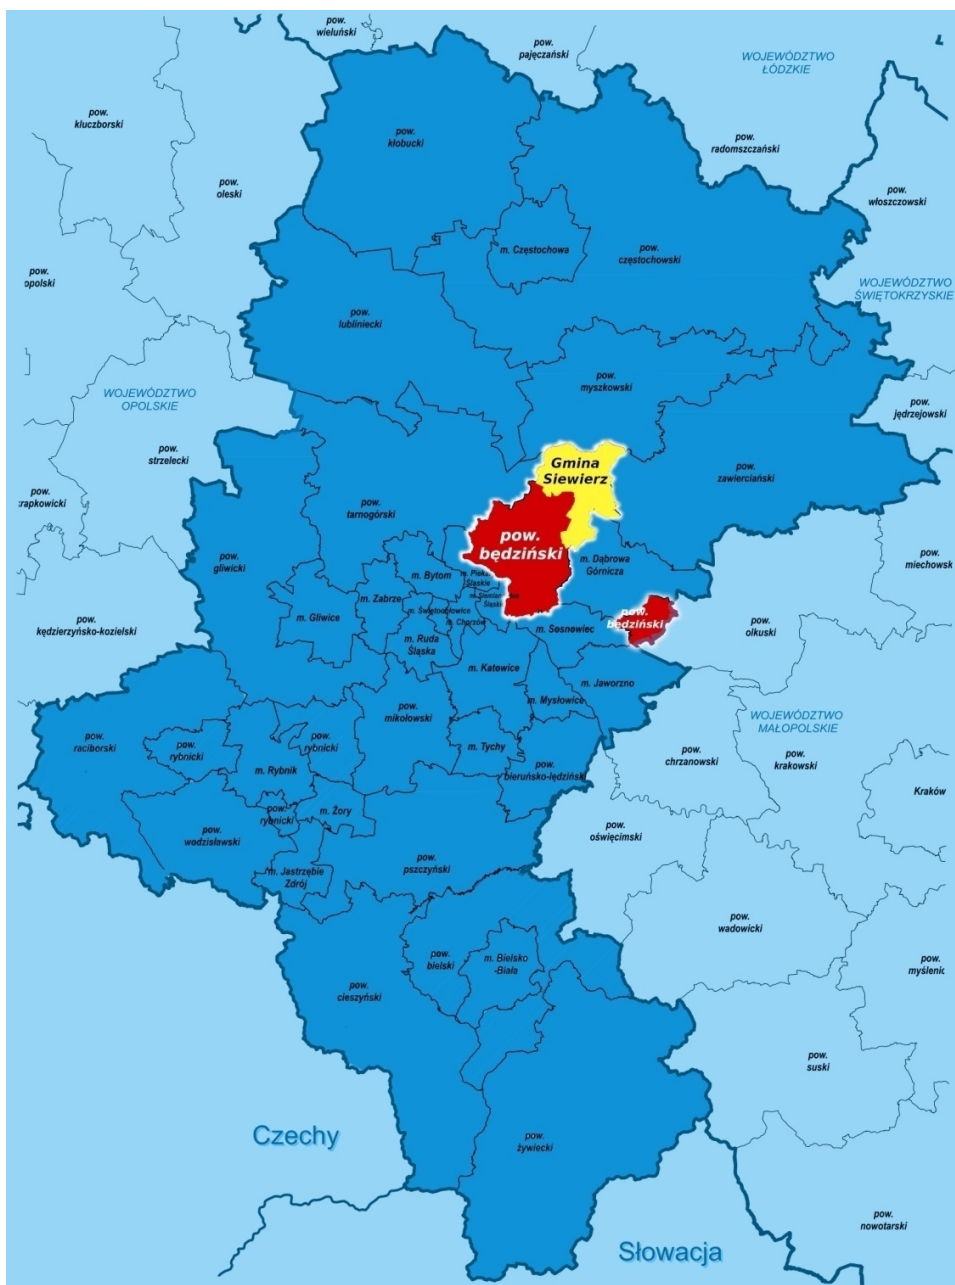 pow.
wieluński
pow.
pajęczański
WOJEWÓDZTWO
ŁÓDZKIE
pow.
kluczborski
pow.
kłobucki
pow.
radomszczański
pow.
oleski
pow.
włoszczowski
m. Częstochowa
pow.
częstochowski
pow.
opolski
WOJEWÓDZTWO
ŚWIĘTOKRZYSKIE
pow.
lubliniecki
pow.
myszkowski
WOJEWÓDZTWO
OPOLSKIE
pow.
jędrzejowski
pow.
strzelecki
Gmina
Siewierz
pow.
zawierciański
pow.
krapkowicki
pow.
tarnogórski
pow.
będziński
pow.
gliwicki
m. Dąbrowa
Górnicza
pow.
miechowsk
m. Bytom
Śląskie
m. Zabrze
m. Gliwice
m. Świętochłowice
m. Chorzów
pow.
będziński
pow.
kędzierzyńsko-kozielski
m. Ruda
Śląska
m. Sosnowiec
pow.
olkuski
m. Katowice
m. Jaworzno
m. Mysłowice
pow.
mikołowski
WOJEWÓDZTWO
MAŁOPOLSKIE
pow.
raciborski
pow.
rybnicki
pow.
rybnicki
m. Tychy
pow.
chrzanowski
pow.
krakowski
m. Rybnik
pow.
bieruńsko-lędziński
Kraków
pow.
rybnicki
m. Żory
pow.
wodzisławski
pow.
oświęcimski
pow.
pszczyński
m. Jastrzębie
Zdrój
pow.
wadowicki
pow.
bielski
m. Bielsko
-Biała
pow.
myślenic
pow.
cieszyński
pow.
suski
Czechy
pow.
żywiecki
pow.
nowotarski
Słowacja